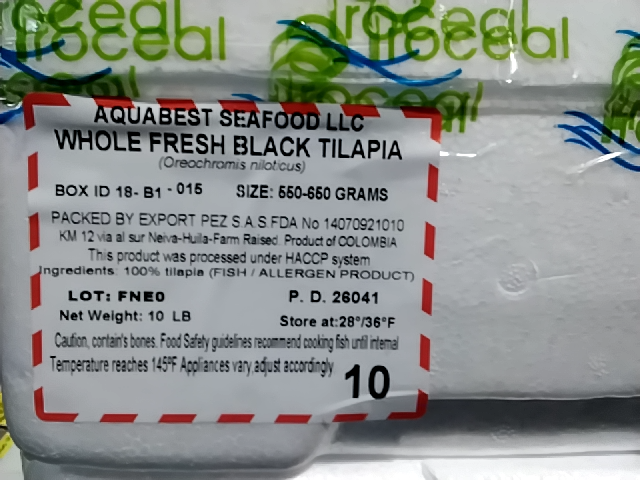 roceal
roceal
roceal
AQUABEST SEAFOOD LLC
WHOLE FRESH BLACK TILAPIA
(Oreochromis niloticus)
BOX ID 18- B1 - 015 SIZE: 550-650 GRAMS
PACKED BY EXPORT PEZ S.A.S.FDA No 14070921010
KM 12 via al sur Neiva-Huila-Farm Raised. Product of COLOMBIA
This product was processed under HACCP system
Ingredients: 100% tilapia (FISH / ALLERGEN PRODUCT)
LOT: FNE0 P. D. 26041
Net Weight: 10 LB Store at:28°/36°F
Caution, contain's bones. Food Safety guidelines recommend cooking fish until internal
Temperature reaches 145ºF Appliances vary,adjust accordingly
10